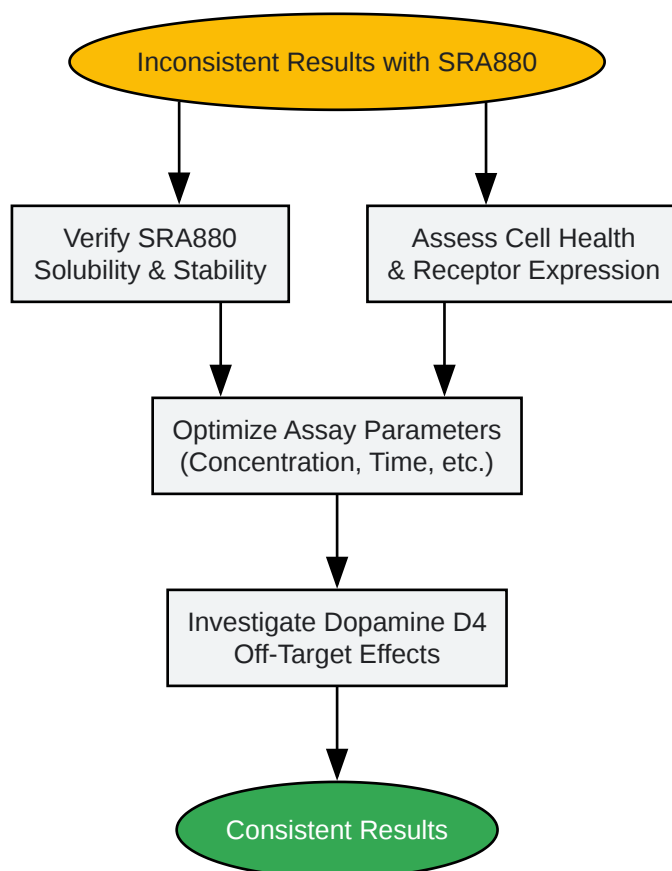 Inconsistent Results with SRA880
Verify SRA880
Solubility & Stability
Assess Cell Health
& Receptor Expression
Optimize Assay Parameters
(Concentration, Time, etc.)
Investigate Dopamine D4
Off-Target Effects
Consistent Results